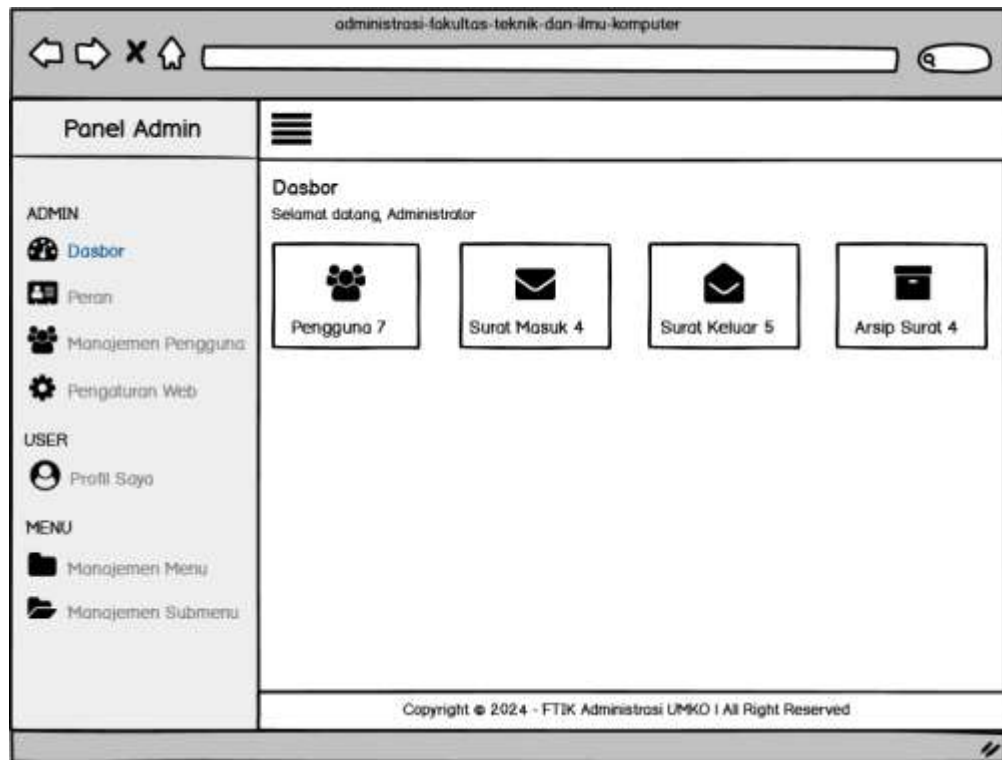 administrasi-fakultas-teknik-dan-ilmu-komputer
Panel Admin
ADMIN
Dasbor
Peran
Manajemen Pengguna
Pengaturan Web
USER
Profil Saya
MENU
Manajemen Menu
Manajemen Submenu
Dasbor
Selamat datang, Administrator
Pengguna 7
Surat Masuk 4
Surat Keluar 5
Arsip Surat 4
Copyright © 2024 - FTIK Administrasi UMKO | All Right Reserved